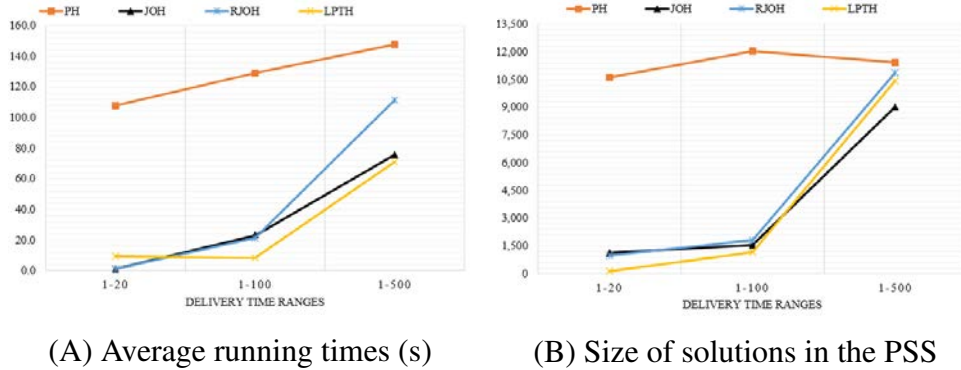 PH JOH RJOH LPTH
160.0
140.0
120.0
100.0
80.0
60.0
40.0
20.0
0.0
1-20 1-100 1-500
DELIVERY TIME RANGES
(A) Average running times (s)
PH JOH RJOH LPTH
13,500
12,000
10,500
9,000
7,500
6,000
4,500
3,000
1,500
0
1-20 1-100 1-500
DELIVERY TIME RANGES
(B) Size of solutions in the PSS